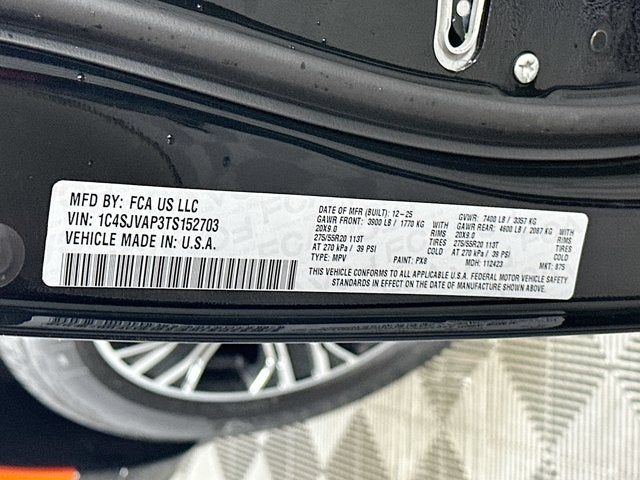 MFD BY: FCA US LLC
VIN: 1C4SJVAP3TS152703
VEHICLE MADE IN: U.S.A.
DATE OF MFR (BUILT): 12-25 GVWR: 7400 LB / 3357 KG
GAWR FRONT: 3900 LB / 1770 KG WITH GAWR REAR: 4600 LB / 2087 KG WITH
20X9.0 RIMS 20X9.0 RIMS
275/55R20 113T TIRES 275/55R20 113T TIRES
AT 270 kPa / 39 PSI COLD AT 270 kPa / 39 PSI COLD
TYPE: MPV PAINT: PX8 MDH: 112423 MKT: 875
THIS VEHICLE CONFORMS TO ALL APPLICABLE U.S.A. FEDERAL MOTOR VEHICLE SAFETY
STANDARDS IN EFFECT ON THE DATE OF MANUFACTURE SHOWN ABOVE.